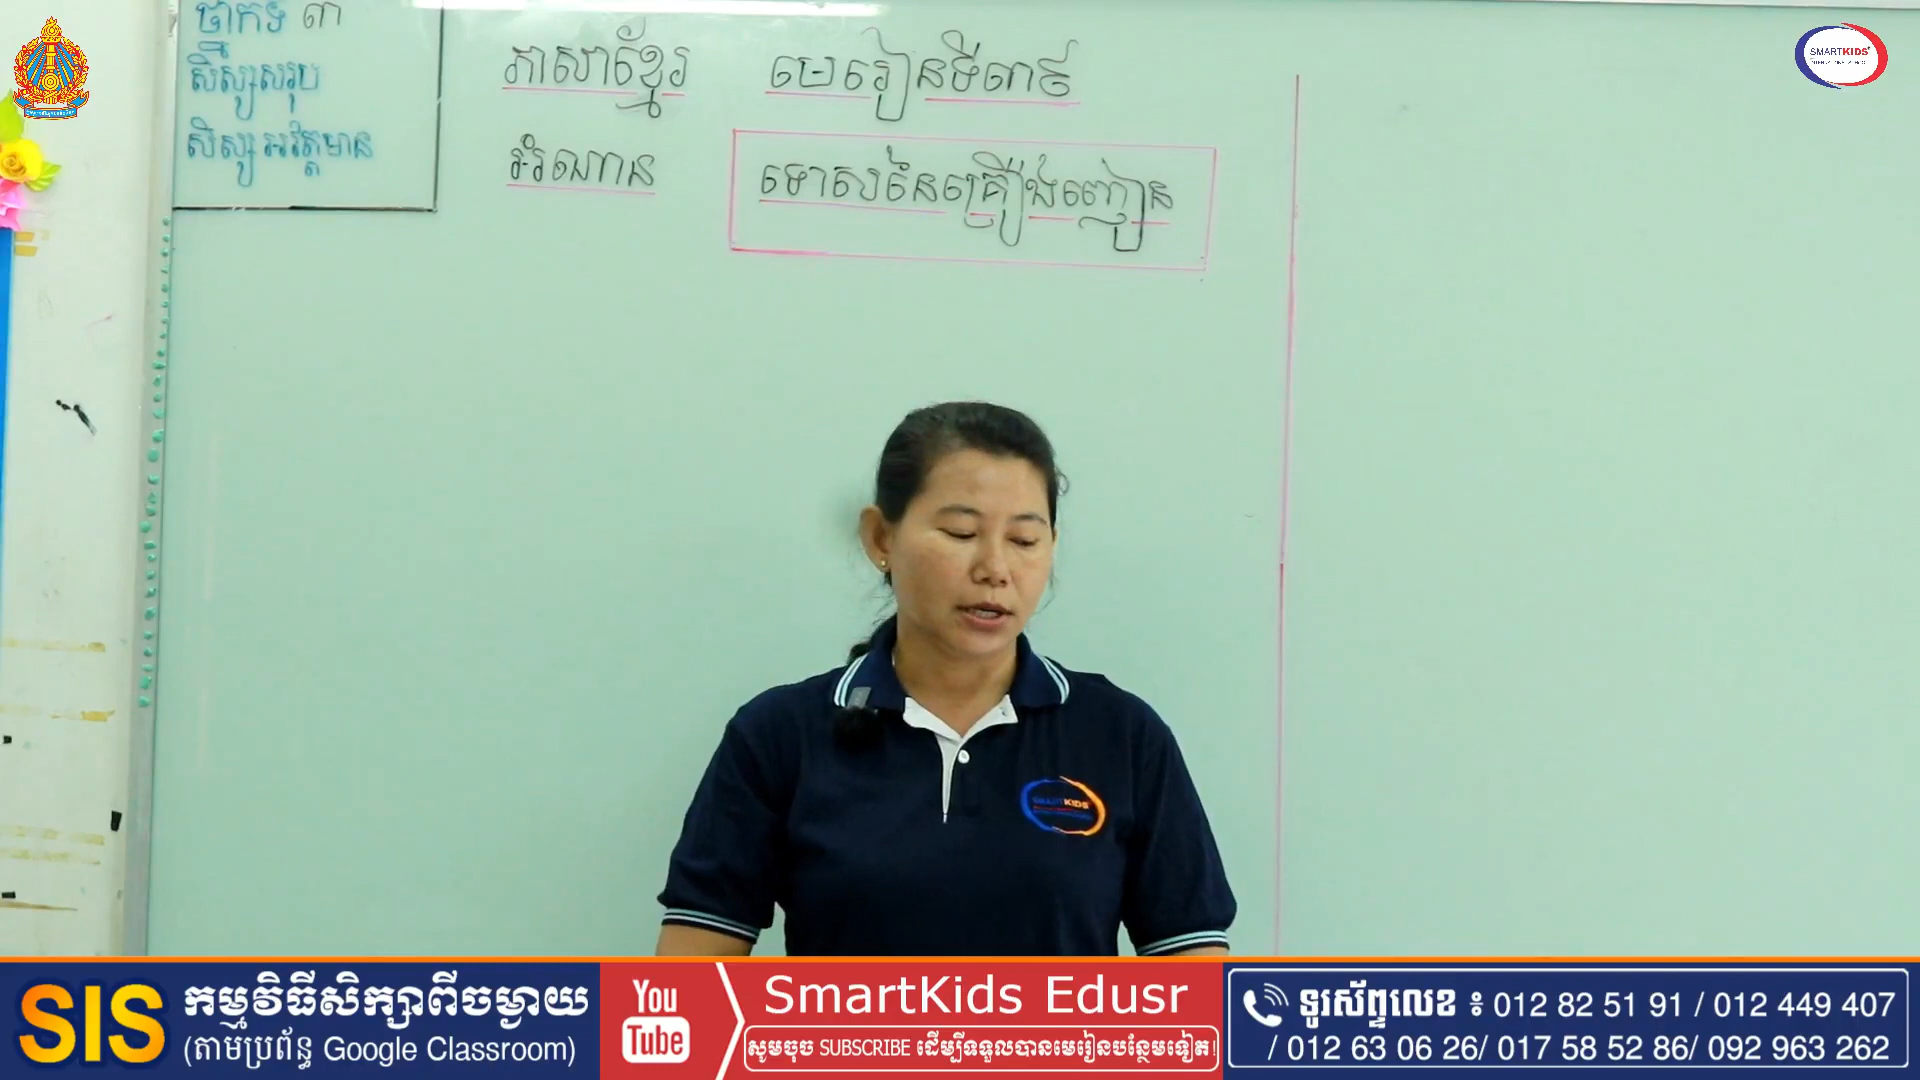 ថ្នាក់ទី ៣
សិស្សសរុប
សិស្សអវត្តមាន
ភាសាខ្មែរ មេរៀនទី៣៩
អំណាន ទោសនៃគ្រឿងញៀន
SMARTKIDS
SMARTKIDS
SIS
កម្មវិធីសិក្សាពីចម្ងាយ
(តាមប្រព័ន្ធ Google Classroom)
You Tube
SmartKids Edusr
សូមចុច SUBSCRIBE ដើម្បីទទួលបានមេរៀនបន្ថែមទៀត!
ទូរស័ព្ទលេខ ៖ 012 82 51 91 / 012 449 407
/ 012 63 06 26/ 017 58 52 86/ 092 963 262